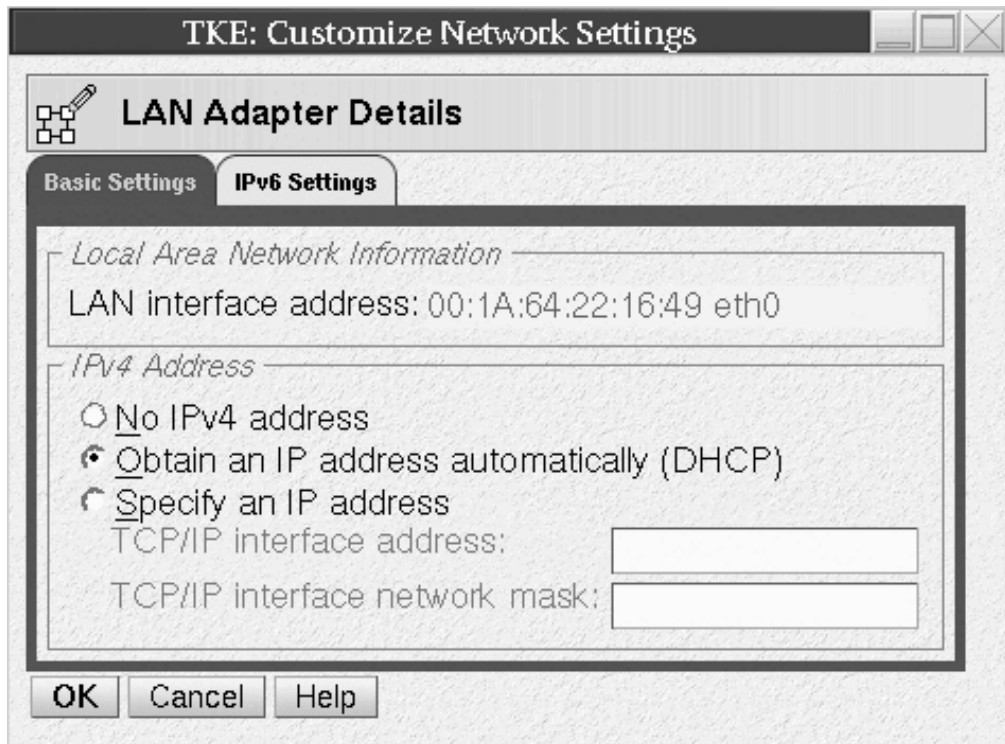 TKE: Customize Network Settings
LAN Adapter Details
Basic Settings IPv6 Settings
Local Area Network Information
LAN interface address: 00:1A:64:22:16:49 eth0
IPv4 Address
No IPv4 address
Obtain an IP address automatically (DHCP)
Specify an IP address
TCP/IP interface address:
TCP/IP interface network mask:
OK Cancel Help